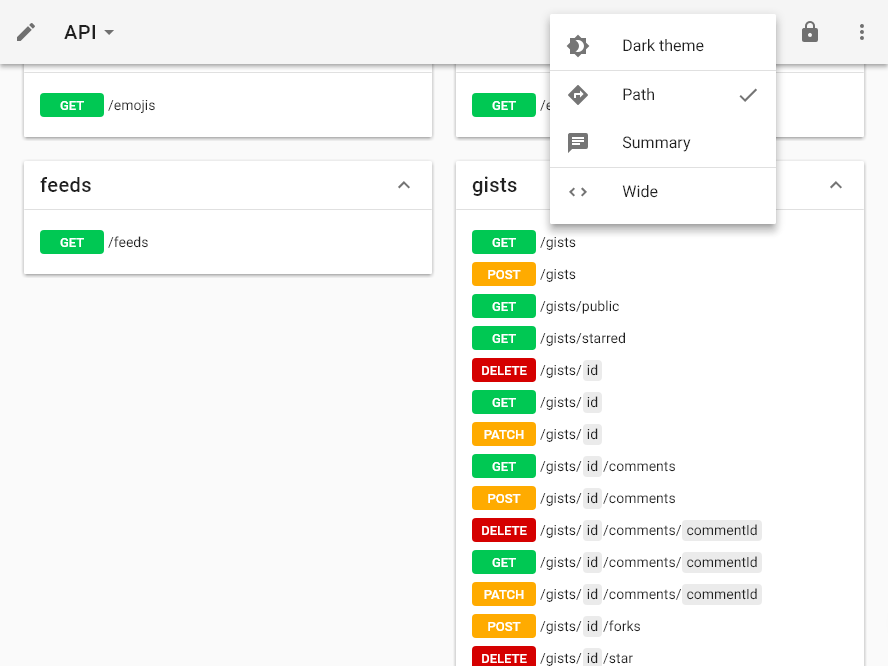 API
Dark theme
Path
Summary
Wide
GET /emojis
GET
feeds
GET /feeds
gists
GET /gists
POST /gists
GET /gists/public
GET /gists/starred
DELETE /gists/ id
GET /gists/ id
PATCH /gists/ id
GET /gists/ id /comments
POST /gists/ id /comments
DELETE /gists/ id /comments/ commentId
GET /gists/ id /comments/ commentId
PATCH /gists/ id /comments/ commentId
POST /gists/ id /forks
DELETE /gists/ id /star